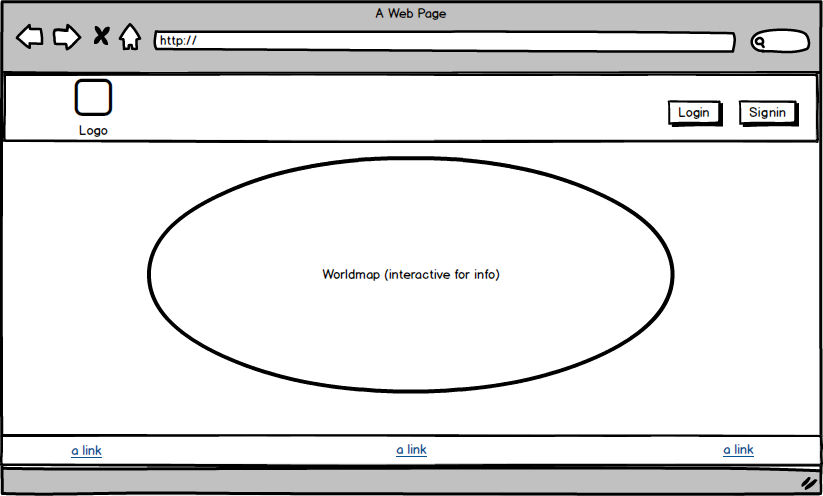 A Web Page
http://
Logo
Login
Signin
Worldmap (interactive for info)
a link
a link
a link